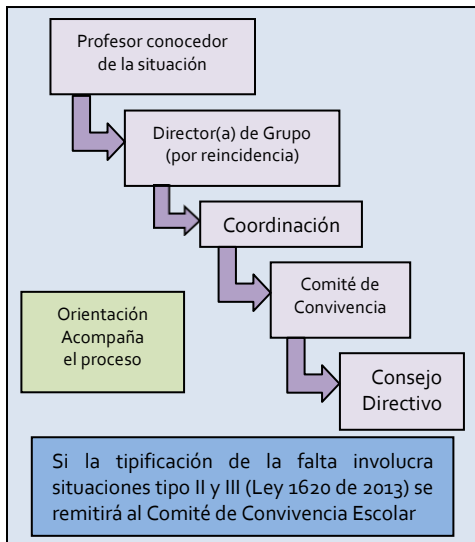 Profesor conocedor
de la situación
Director(a) de Grupo
(por reincidencia)
Coordinación
Comité de
Convivencia
Orientación
Acompaña
el proceso
Consejo
Directivo
Si la tipificación de la falta involucra
situaciones tipo II y III (Ley 1620 de 2013) se
remitirá al Comité de Convivencia Escolar